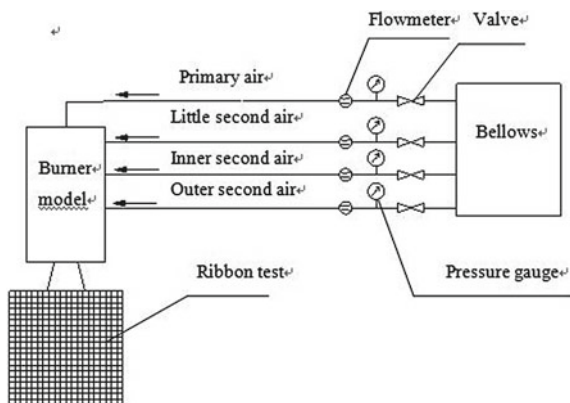 Flowmeter
Valve
Primary air
Little second air
Inner second air
Outer second air
Burner
model
Bellows
Ribbon test
Pressure gauge